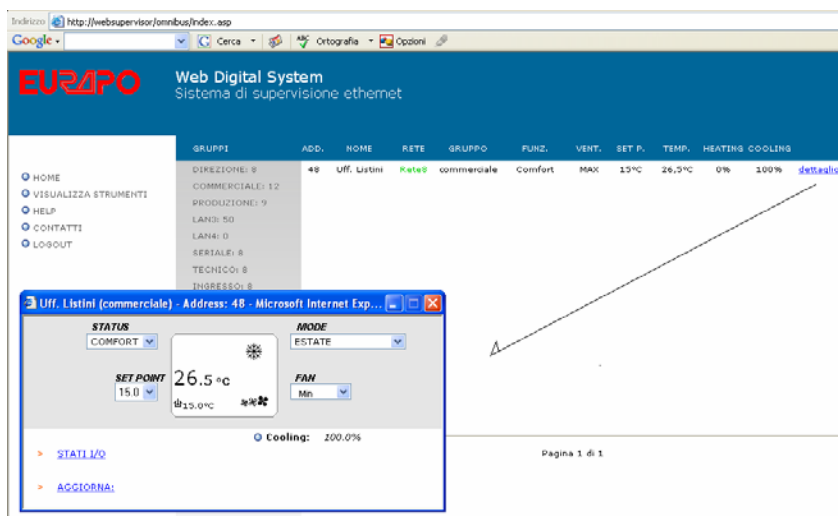 Indirizzo http://websupervisor/omnibus/index.asp
Google Cerca Ortografia Opzioni
EURAPO
Web Digital System
Sistema di supervisione ethernet
GRUPPI ADD. NOME RETE GRUPPO FUNZ. VENT. SET P. TEMP. HEATING COOLING
DIREZIONE: 8 48 Uff. Listini Rete8 commerciale Comfort MAX 15°C 26,5°C 0% 100% dettaglio
HOME
COMMERCIALE: 12
VISUALIZZA STRUMENTI
PRODUZIONE: 9
HELP
LAN3: 50
CONTATTI
LAN4: 0
LOGOUT
SERIALE: 8
TECNICO: 8
INGRESSO: 8
Uff. Listini (commerciale) - Address: 48 - Microsoft Internet Exp...
STATUS MODE
COMFORT ESTATE
SET POINT 26.5 °C FAN
15.0 15.0°C Min
Cooling: 100.0%
STATI I/O
Pagina 1 di 1
AGGIORNA: